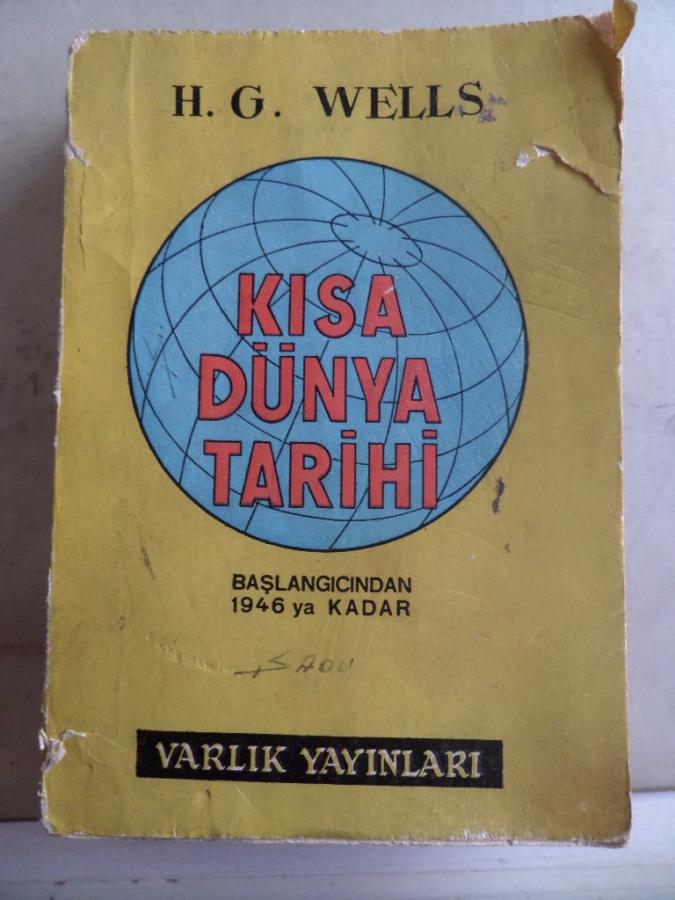 H. G. WELLS
KISA
DÜNYA
TARİHİ
BAŞLANGICINDAN
1946 ya KADAR
VARLIK YAYINLARI